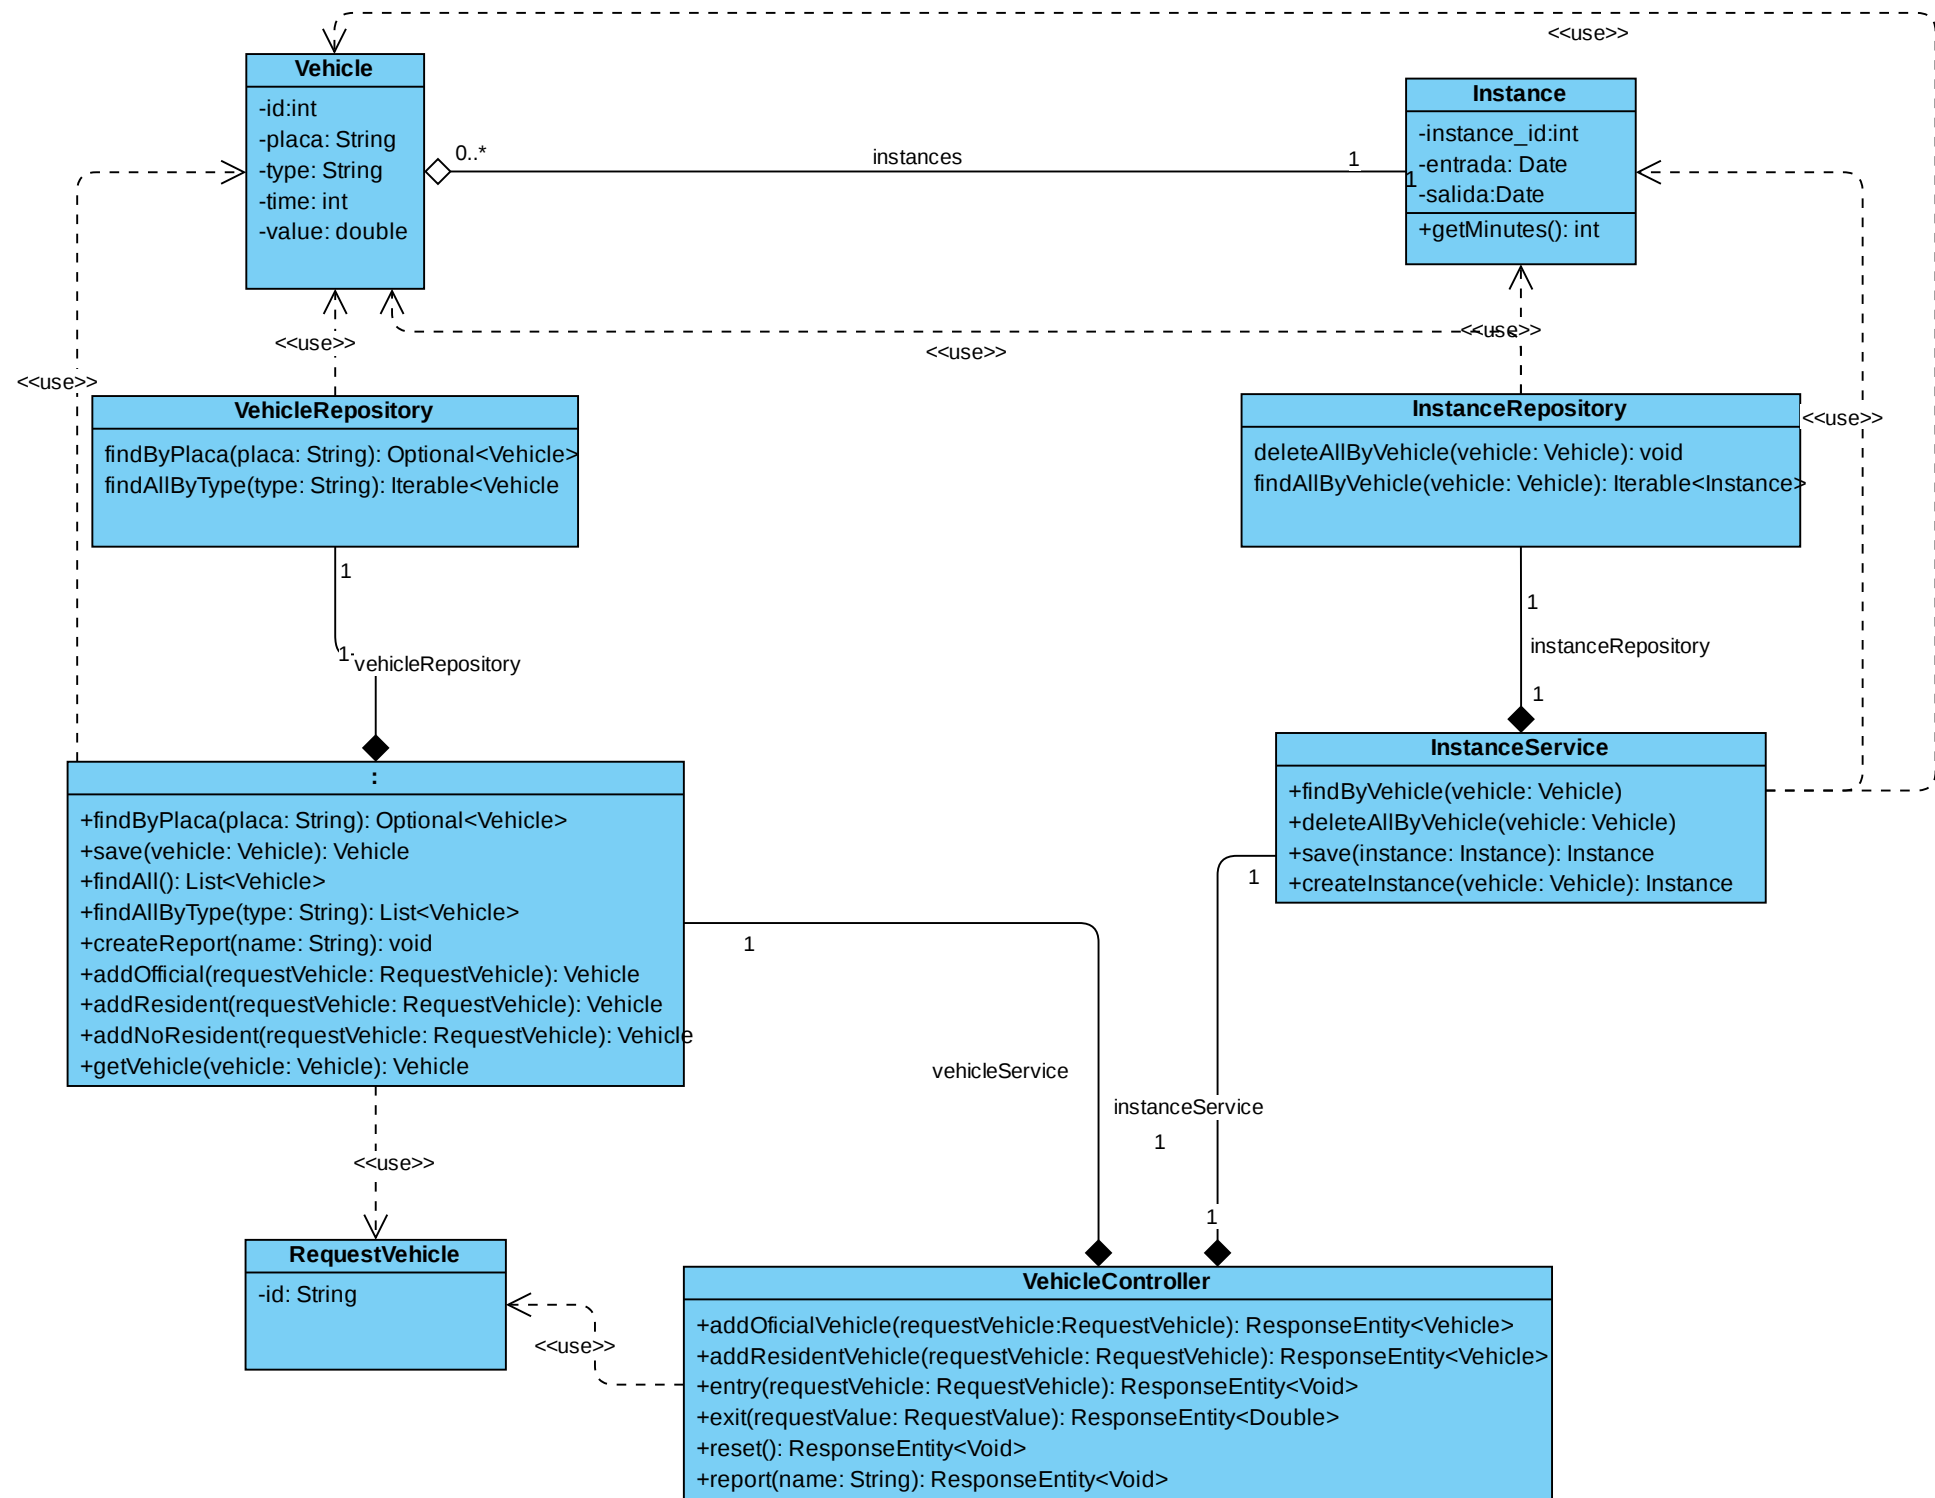 <<use>>
Vehicle
-id:int
-placa: String
-type: String
-time: int
-value: double
0..*
instances
1
1
Instance
-instance_id:int
-entrada: Date
-salida:Date
+getMinutes(): int
<<use>>
<<use>>
<<use>>
<<use>>
<<use>>
VehicleRepository
findByPlaca(placa: String): Optional<Vehicle>
findAllByType(type: String): Iterable<Vehicle
InstanceRepository
deleteAllByVehicle(vehicle: Vehicle): void
findAllByVehicle(vehicle: Vehicle): Iterable<Instance>
1
1
vehicleRepository
1
instanceRepository
1
:
+findByPlaca(placa: String): Optional<Vehicle>
+save(vehicle: Vehicle): Vehicle
+findAll(): List<Vehicle>
+findAllByType(type: String): List<Vehicle>
+createReport(name: String): void
+addOfficial(requestVehicle: RequestVehicle): Vehicle
+addResident(requestVehicle: RequestVehicle): Vehicle
+addNoResident(requestVehicle: RequestVehicle): Vehicle
+getVehicle(vehicle: Vehicle): Vehicle
InstanceService
+findByVehicle(vehicle: Vehicle)
+deleteAllByVehicle(vehicle: Vehicle)
+save(instance: Instance): Instance
+createInstance(vehicle: Vehicle): Instance
1
1
vehicleService
instanceService
1
1
<<use>>
RequestVehicle
-id: String
<<use>>
VehicleController
+addOficialVehicle(requestVehicle:RequestVehicle): ResponseEntity<Vehicle>
+addResidentVehicle(requestVehicle: RequestVehicle): ResponseEntity<Vehicle>
+entry(requestVehicle: RequestVehicle): ResponseEntity<Void>
+exit(requestValue: RequestValue): ResponseEntity<Double>
+reset(): ResponseEntity<Void>
+report(name: String): ResponseEntity<Void>